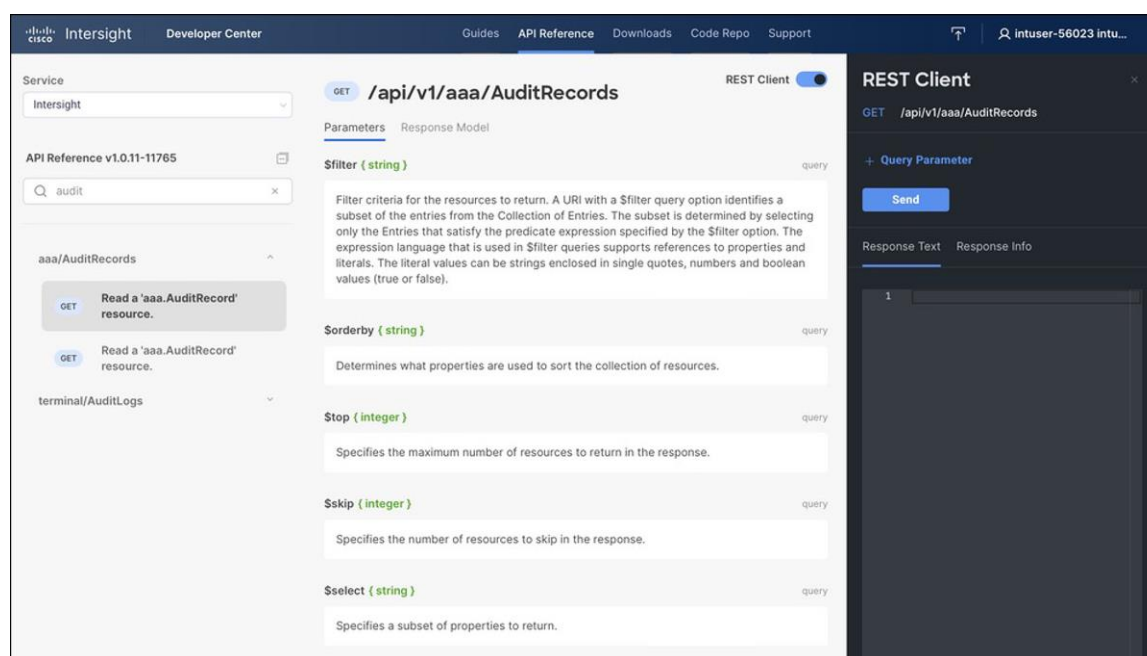 cisco Intersight Developer Center Guides API Reference Downloads Code Repo Support intuser-56023 intu...
Service
Intersight
API Reference v1.0.11-11765
audit
aaa/AuditRecords
GET Read a 'aaa.AuditRecord'
resource.
GET Read a 'aaa.AuditRecord'
resource.
terminal/AuditLogs
GET /api/v1/aaa/AuditRecords
REST Client
Parameters Response Model
$filter { string } query
Filter criteria for the resources to return. A URI with a $filter query option identifies a
subset of the entries from the Collection of Entries. The subset is determined by selecting
only the Entries that satisfy the predicate expression specified by the $filter option. The
expression language that is used in $filter queries supports references to properties and
literals. The literal values can be strings enclosed in single quotes, numbers and boolean
values (true or false).
$orderby { string } query
Determines what properties are used to sort the collection of resources.
$top { integer } query
Specifies the maximum number of resources to return in the response.
$skip { integer } query
Specifies the number of resources to skip in the response.
$select { string } query
Specifies a subset of properties to return.
REST Client
GET /api/v1/aaa/AuditRecords
+ Query Parameter
Send
Response Text Response Info
1